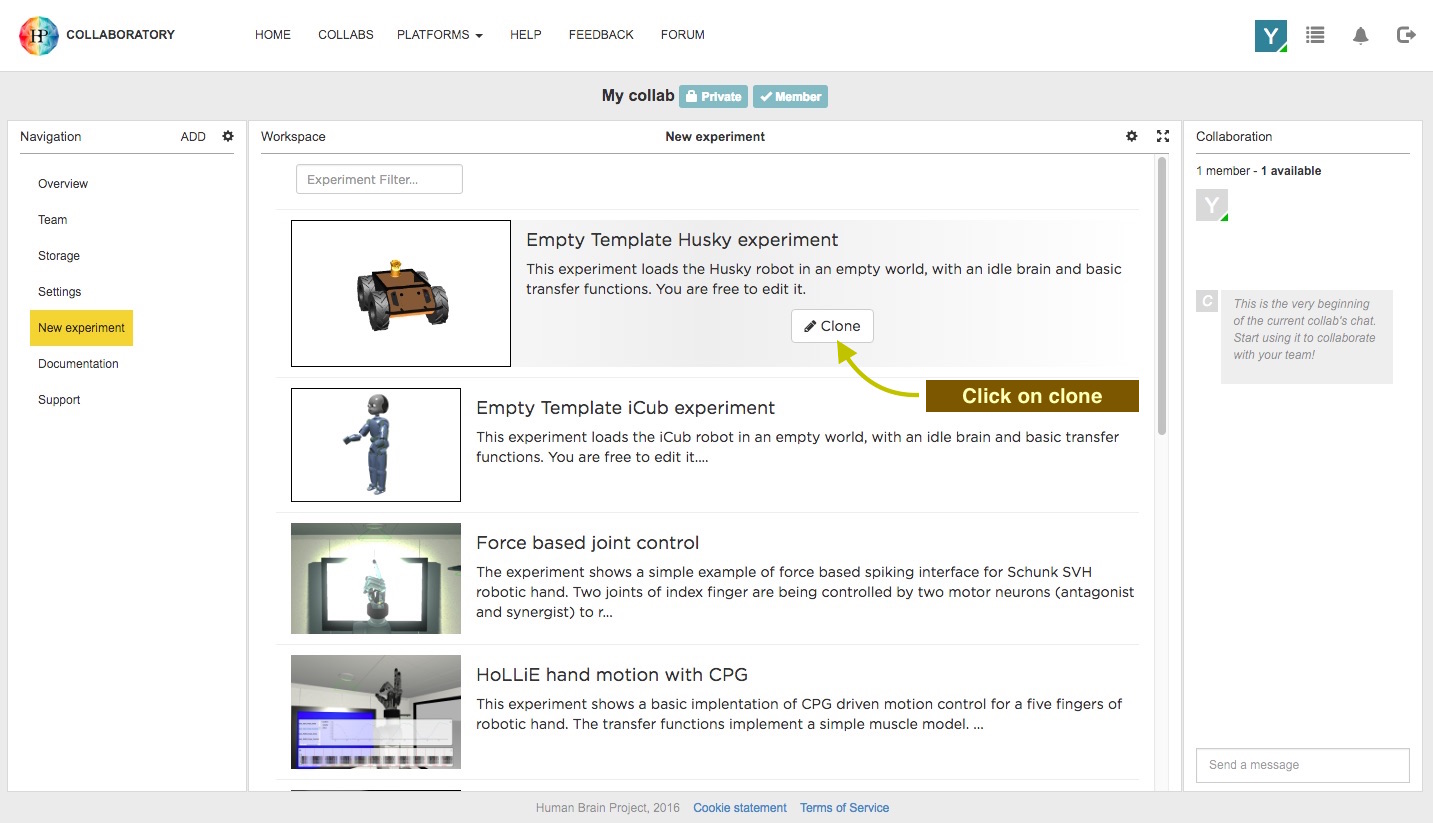 HP COLLABORATORY
HOME COLLABS PLATFORMS HELP FEEDBACK FORUM
Y
My collab Private Member
Navigation ADD
Overview
Team
Storage
Settings
New experiment
Documentation
Support
Workspace New experiment
Experiment Filter...
Empty Template Husky experiment
This experiment loads the Husky robot in an empty world, with an idle brain and basic
transfer functions. You are free to edit it.
Clone
Click on clone
Empty Template iCub experiment
This experiment loads the iCub robot in an empty world, with an idle brain and basic transfer
functions. You are free to edit it....
Force based joint control
The experiment shows a simple example of force based spiking interface for Schunk SVH
robotic hand. Two joints of index finger are being controlled by two motor neurons (antagonist
and synergist) to r...
HoLLiE hand motion with CPG
This experiment shows a basic implentation of CPG driven motion control for a five fingers of
robotic hand. The transfer functions implement a simple muscle model. ...
Collaboration
1 member - 1 available
Y
C
This is the very beginning
of the current collab's chat.
Start using it to collaborate
with your team!
Send a message
Human Brain Project, 2016 Cookie statement Terms of Service